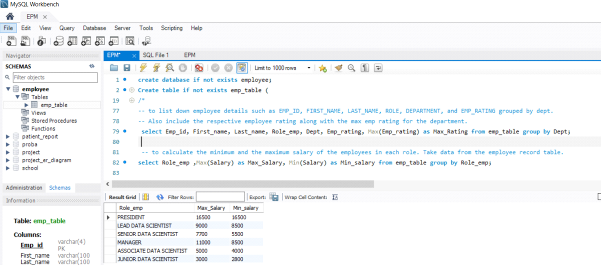 MySQL Workbench
EPM ×
File Edit View Query Database Server Tools Scripting Help
Navigator
EPM* × SQL File 1 EPM
SCHEMAS
Limit to 1000 rows
Filter objects
employee
Tables
emp_table
Views
Stored Procedures
Functions
patient_report
proba
project
project_ar_diagram
school
1 create database if not exists employee;
2 Create table if not exists emp_table (
76 /*
77 -- to list down employee details such as EMP_ID, FIRST_NAME, LAST_NAME, ROLE, DEPARTMENT, and EMP_RATING grouped by dept.
78 -- Also include the respective employee rating along with the max emp rating for the department.
79 select Emp_id, First_name, Last_name, Role_emp, Dept, Emp_rating, Max(Emp_rating) as Max_Rating from emp_table group by Dept;
80
81 -- to calculate the minimum and the maximum salary of the employees in each role. Take data from the employee record table.
82 select Role_emp ,Max(Salary) as Max_Salary, Min(Salary) as Min_salary from emp_table group by Role_emp;
83
Administration Schemas
Information
Table: emp_table
Columns:
Emp_id varchar(4)
PK
First_name varchar(100
Last_name varchar(100
Result Grid Filter Rows: Export: Wrap Cell Content:
Role_emp Max_Salary Min_salary
PRESIDENT 16500 16500
LEAD DATA SCIENTIST 9000 8500
SENIOR DATA SCIENTIST 7700 5500
MANAGER 11000 8500
ASSOCIATE DATA SCIENTIST 5000 4000
JUNIOR DATA SCIENTIST 3000 2800